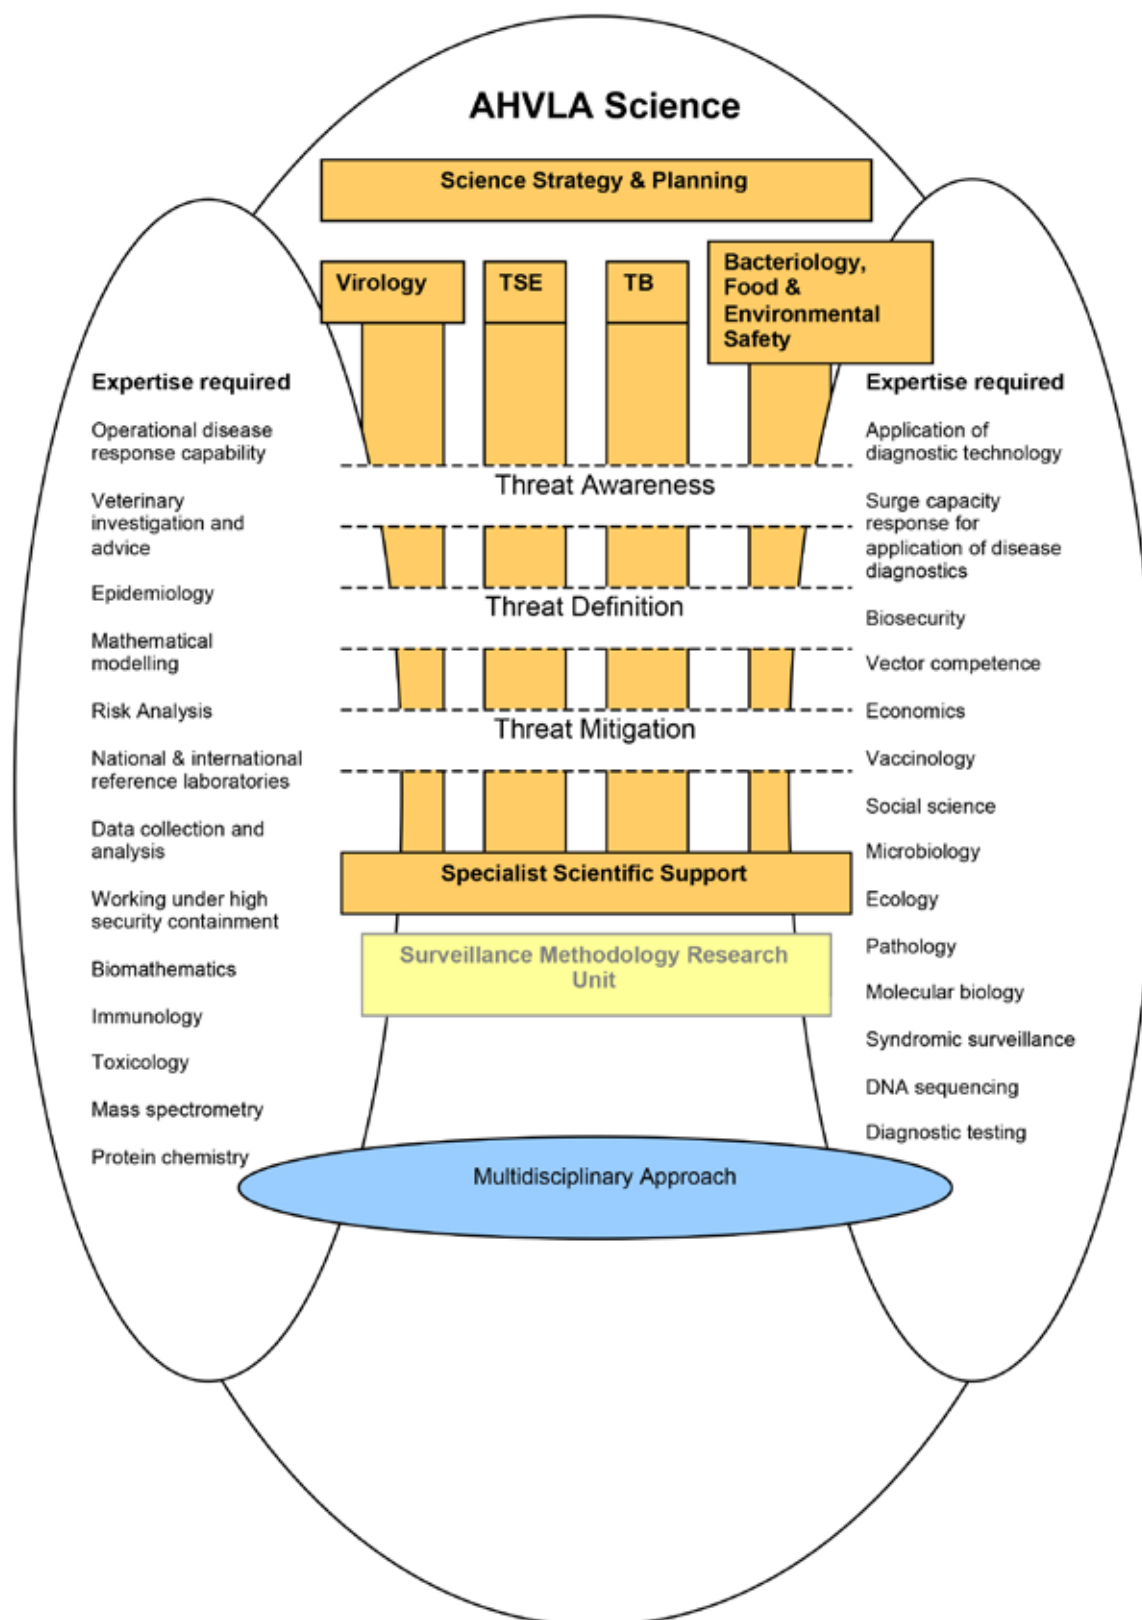 AHVLA Science
Science Strategy & Planning
Virology
TSE
TB
Bacteriology,
Food &
Environmental
Safety
Expertise required
Operational disease
response capability
Veterinary
investigation and
advice
Epidemiology
Mathematical
modelling
Risk Analysis
National & international
reference laboratories
Data collection and
analysis
Working under high
security containment
Biomathematics
Immunology
Toxicology
Mass spectrometry
Protein chemistry
Threat Awareness
Threat Definition
Threat Mitigation
Specialist Scientific Support
Surveillance Methodology Research
Unit
Multidisciplinary Approach
Expertise required
Application of
diagnostic technology
Surge capacity
response for
application of disease
diagnostics
Biosecurity
Vector competence
Economics
Vaccinology
Social science
Microbiology
Ecology
Pathology
Molecular biology
Syndromic surveillance
DNA sequencing
Diagnostic testing